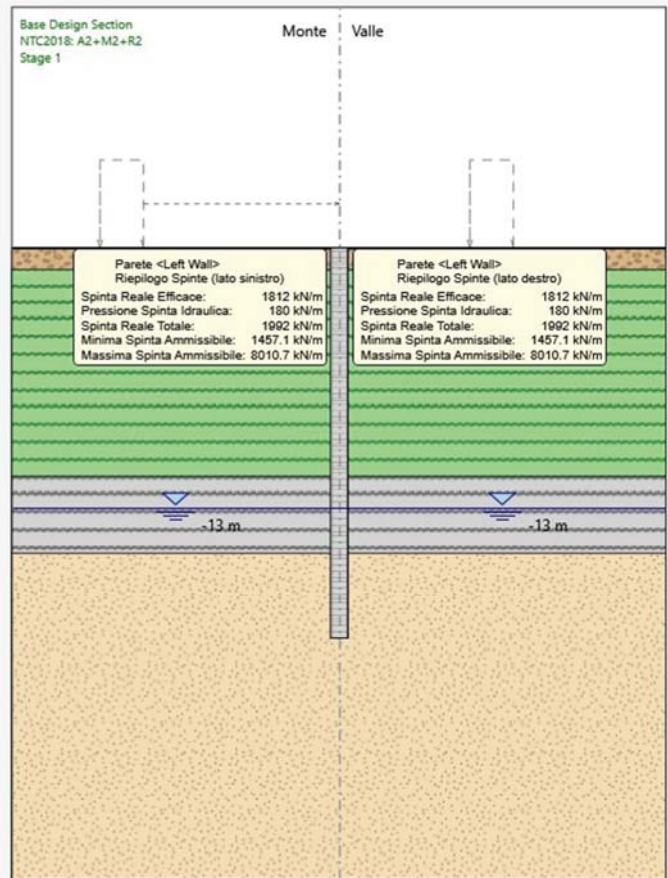 Base Design Section
NTC2018: A2+M2+R2
Stage 1
Monte
Valle
Parete <Left Wall>
Riepilogo Spinte (lato sinistro)
Spinta Reale Efficace: 1812 kN/m
Pressione Spinta Idraulica: 180 kN/m
Spinta Reale Totale: 1992 kN/m
Minima Spinta Ammissibile: 1457.1 kN/m
Massima Spinta Ammissibile: 8010.7 kN/m
Parete <Left Wall>
Riepilogo Spinte (lato destro)
Spinta Reale Efficace: 1812 kN/m
Pressione Spinta Idraulica: 180 kN/m
Spinta Reale Totale: 1992 kN/m
Minima Spinta Ammissibile: 1457.1 kN/m
Massima Spinta Ammissibile: 8010.7 kN/m
-13 m
-13 m